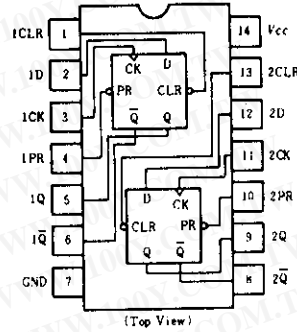 1CLR 1 14 Vcc
1D 2 CK D 13 2CLR
1CK 3 PR CLR 12 2D
1PR 4 Q̅ Q 11 2CK
1Q 5 D CK 10 2PR
1Q̅ 6 CLR PR 9 2Q
GND 7 Q Q̅ 8 2Q̅
(Top View)